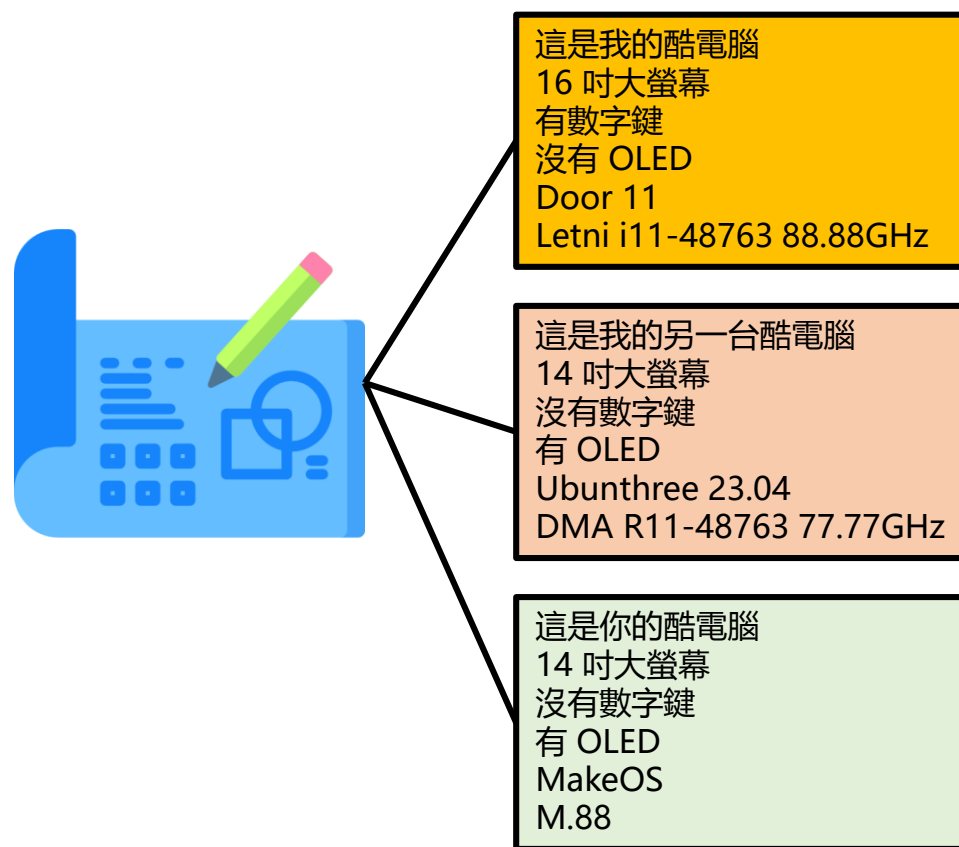 這是我的酷電腦
16 吋大螢幕
有數字鍵
沒有 OLED
Door 11
Letni i11-48763 88.88GHz
這是我的另一台酷電腦
14 吋大螢幕
沒有數字鍵
有 OLED
Ubunthree 23.04
DMA R11-48763 77.77GHz
這是你的酷電腦
14 吋大螢幕
沒有數字鍵
有 OLED
MakeOS
M.88